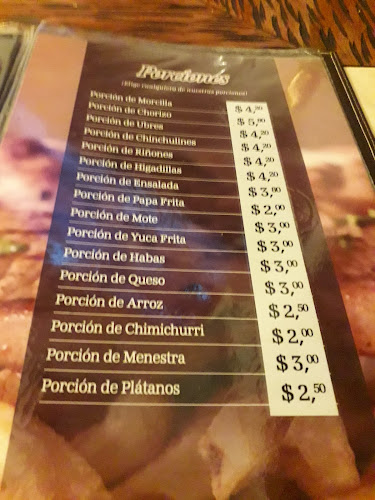 Porciones
(Elige cualquiera de nuestras porciones)
Porción de Morcilla $ 4,20
Porción de Chorizo $ 5,00
Porción de Ubres $ 4,20
Porción de Chinchulines $ 4,20
Porción de Riñones $ 4,20
Porción de Higadillas $ 4,20
Porción de Ensalada $ 3,80
Porción de Papa Frita $ 2,00
Porción de Mote $ 3,00
Porción de Yuca Frita $ 3,00
Porción de Habas $ 3,00
Porción de Queso $ 3,00
Porción de Arroz $ 2,50
Porción de Chimichurri $ 2,00
Porción de Menestra $ 3,00
Porción de Plátanos $ 2,50